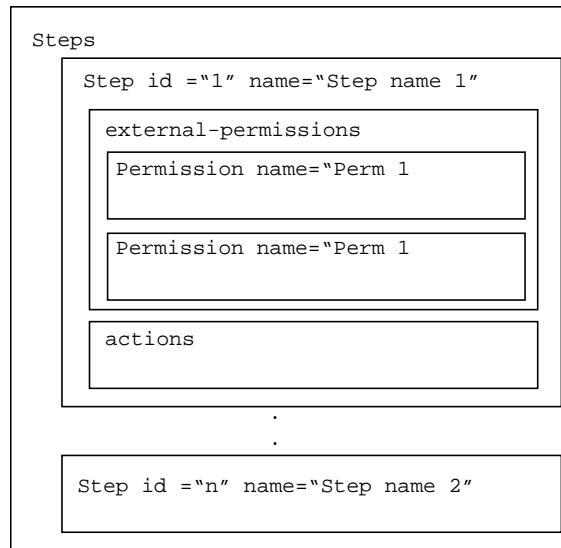 Steps
Step id =“1” name=“Step name 1”
external-permissions
Permission name=“Perm 1
Permission name=“Perm 1
actions
.
.
Step id =“n” name=“Step name 2”